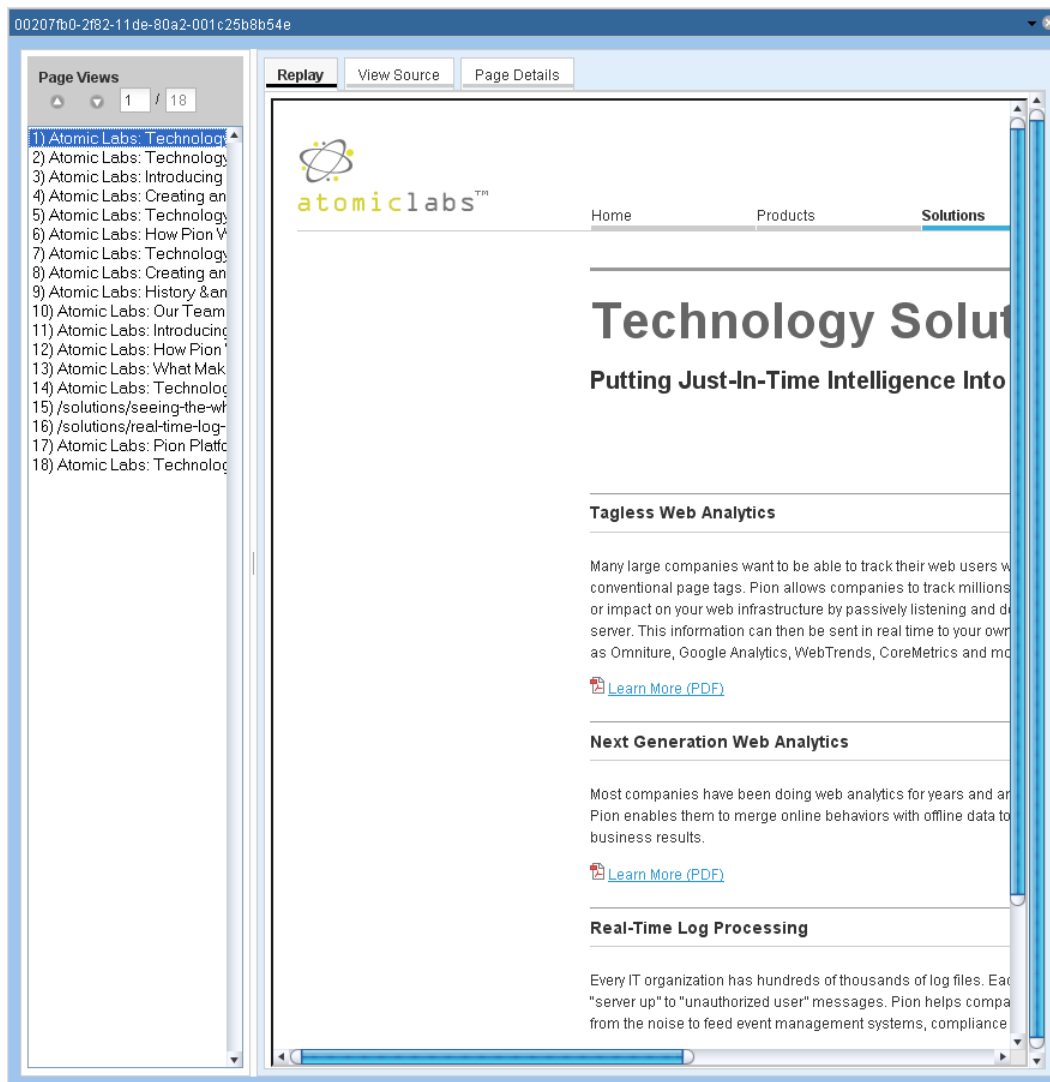 00207fb0-2f82-11de-80a2-001c25b8b54e
Page Views
1 / 18
1) Atomic Labs: Technology
2) Atomic Labs: Technology
3) Atomic Labs: Introducing
4) Atomic Labs: Creating an
5) Atomic Labs: Technology
6) Atomic Labs: How Pion W
7) Atomic Labs: Technology
8) Atomic Labs: Creating an
9) Atomic Labs: History &an
10) Atomic Labs: Our Team
11) Atomic Labs: Introducing
12) Atomic Labs: How Pion
13) Atomic Labs: What Mak
14) Atomic Labs: Technolog
15) /solutions/seeing-the-wh
16) /solutions/real-time-log-
17) Atomic Labs: Pion Platfo
18) Atomic Labs: Technolog
Replay View Source Page Details
atomiclabs™
Home Products Solutions
Technology Solut
Putting Just-In-Time Intelligence Into
Tagless Web Analytics
Many large companies want to be able to track their web users w
conventional page tags. Pion allows companies to track millions
or impact on your web infrastructure by passively listening and d
server. This information can then be sent in real time to your own
as Omniture, Google Analytics, WebTrends, CoreMetrics and mo
Learn More (PDF)
Next Generation Web Analytics
Most companies have been doing web analytics for years and ar
Pion enables them to merge online behaviors with offline data to
business results.
Learn More (PDF)
Real-Time Log Processing
Every IT organization has hundreds of thousands of log files. Eac
"server up" to "unauthorized user" messages. Pion helps compa
from the noise to feed event management systems, compliance